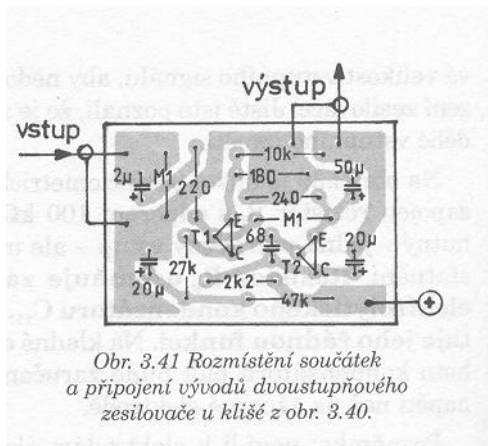 výstup
vstup
10k
2µ
M1
220
180
50µ
240
M1
T1
E
C
68
E
T2
C
27k
20µ
20µ
2k2
47k
Obr. 3.41 Rozmístění součátek
a připojecí vývodů dvoustupňového
zesilovače u klišé z obr. 3.40.